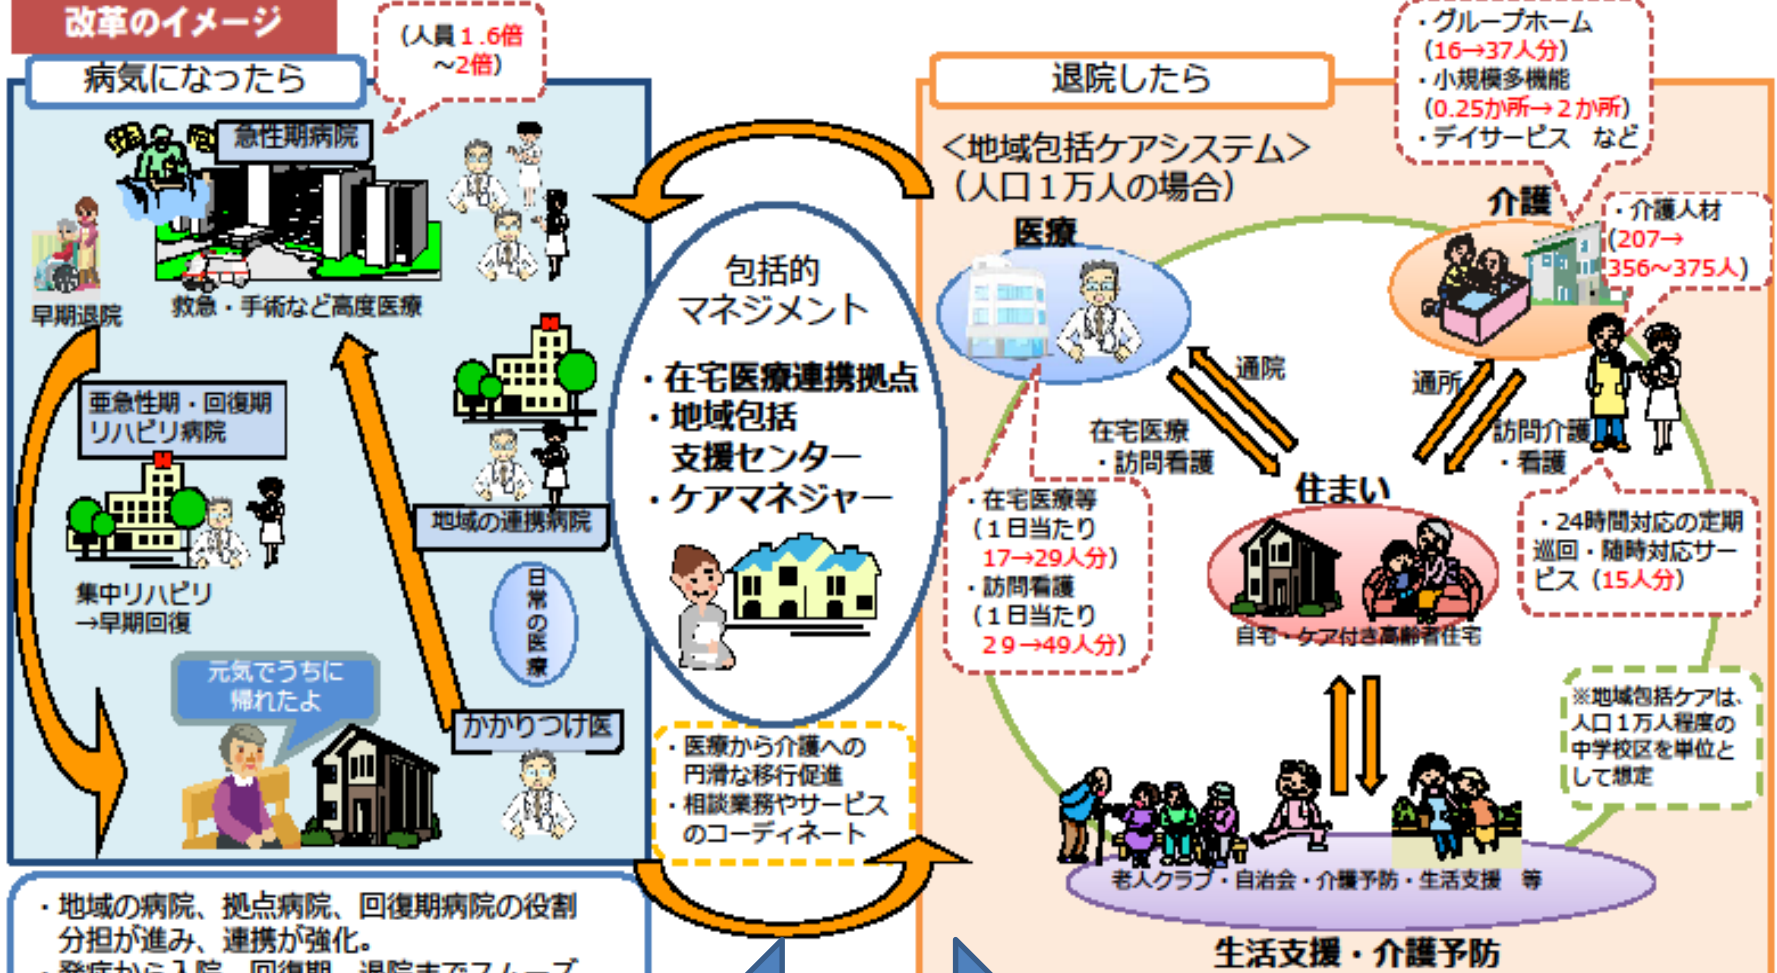 改革のイメージ
(人員1.6倍
～2倍)
病気になったら
急性期病院
救急・手術など高度医療
早期退院
亜急性期・回復期
リハビリ病院
集中リハビリ
→早期回復
地域の連携病院
日常の医療
元気でうちに
帰れたよ
かかりつけ医
・地域の病院、拠点病院、回復期病院の役割
分担が進み、連携が強化。
・発症から入院、回復期、退院までスムーズ
包括的
マネジメント
・在宅医療連携拠点
・地域包括
支援センター
・ケアマネジャー
・医療から介護への
円滑な移行促進
・相談業務やサービス
のコーディネート
退院したら
<地域包括ケアシステム>
(人口１万人の場合)
・グループホーム
(16→37人分)
・小規模多機能
(0.25か所→２か所)
・デイサービス　など
介護
・介護人材
(207→
356～375人)
医療
通院
在宅医療
・訪問看護
通所
訪問介護
・看護
・在宅医療等
(１日当たり
17→29人分)
・訪問看護
(１日当たり
２９→49人分)
住まい
自宅・ケア付き高齢者住宅
・24時間対応の定期
巡回・随時対応サー
ビス (15人分)
※地域包括ケアは、
人口１万人程度の
中学校区を単位と
して想定
老人クラブ・自治会・介護予防・生活支援　等
生活支援・介護予防